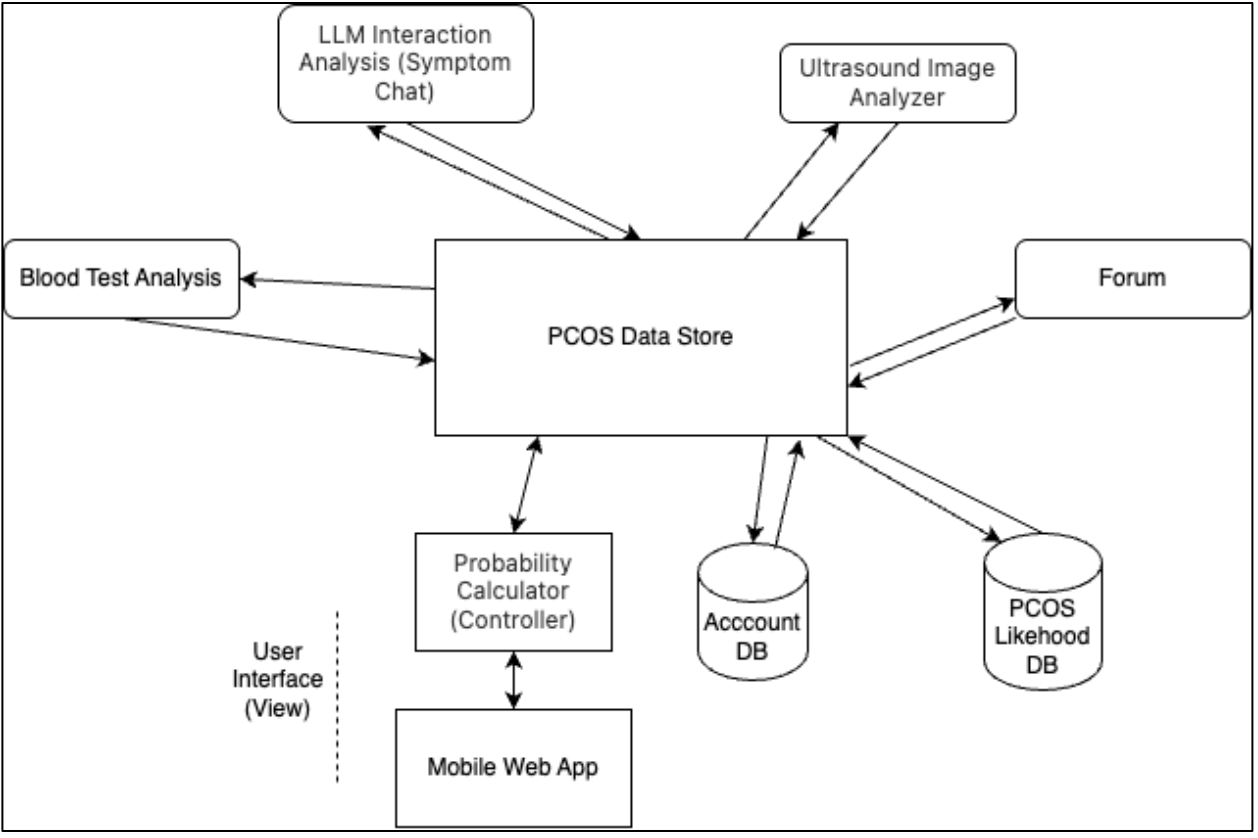 LLM Interaction
Analysis (Symptom
Chat)
Ultrasound Image
Analyzer
Blood Test Analysis
Forum
PCOS Data Store
Probability
Calculator
(Controller)
Acccount
DB
PCOS
Likehood
DB
User
Interface
(View)
Mobile Web App